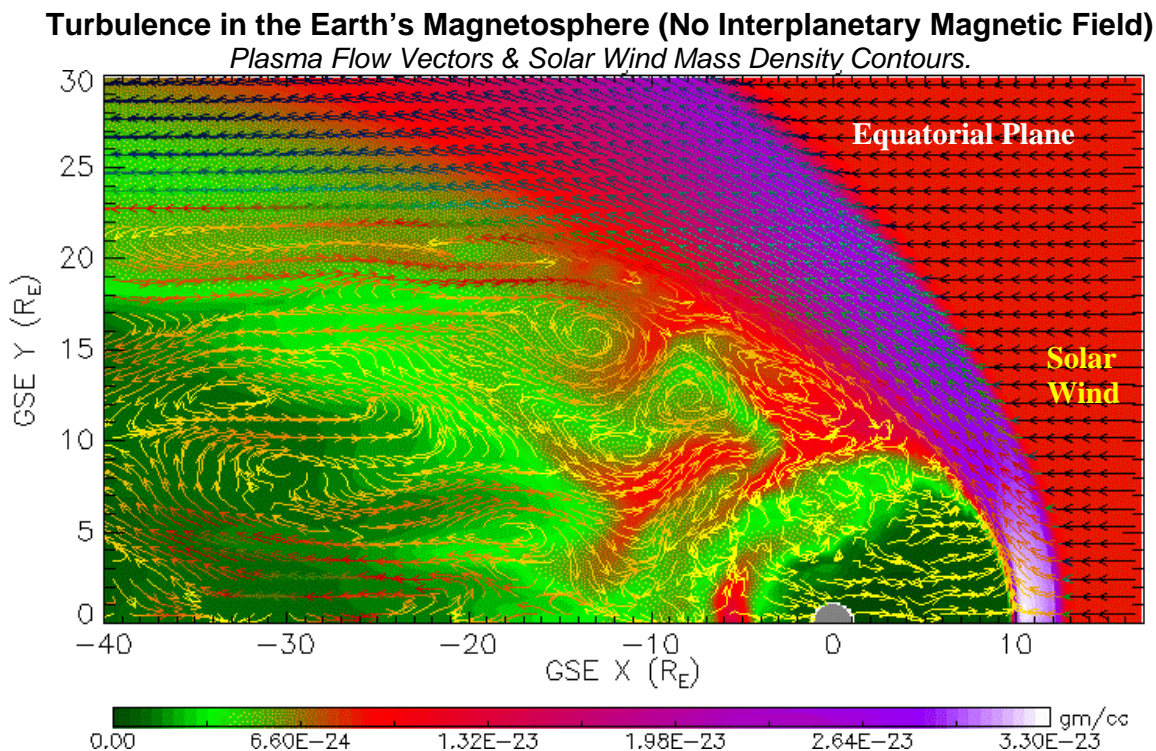 Turbulence in the Earth's Magnetosphere (No Interplanetary Magnetic Field)
Plasma Flow Vectors & Solar Wind Mass Density Contours.
30
Equatorial Plane
25
20
GSE Y (RE)
15
Solar
Wind
10
5
0
-40 -30 -20 -10 0 10
GSE X (RE)
gm/cc
0.00 6.60E-24 1.32E-23 1.98E-23 2.64E-23 3.30E-23